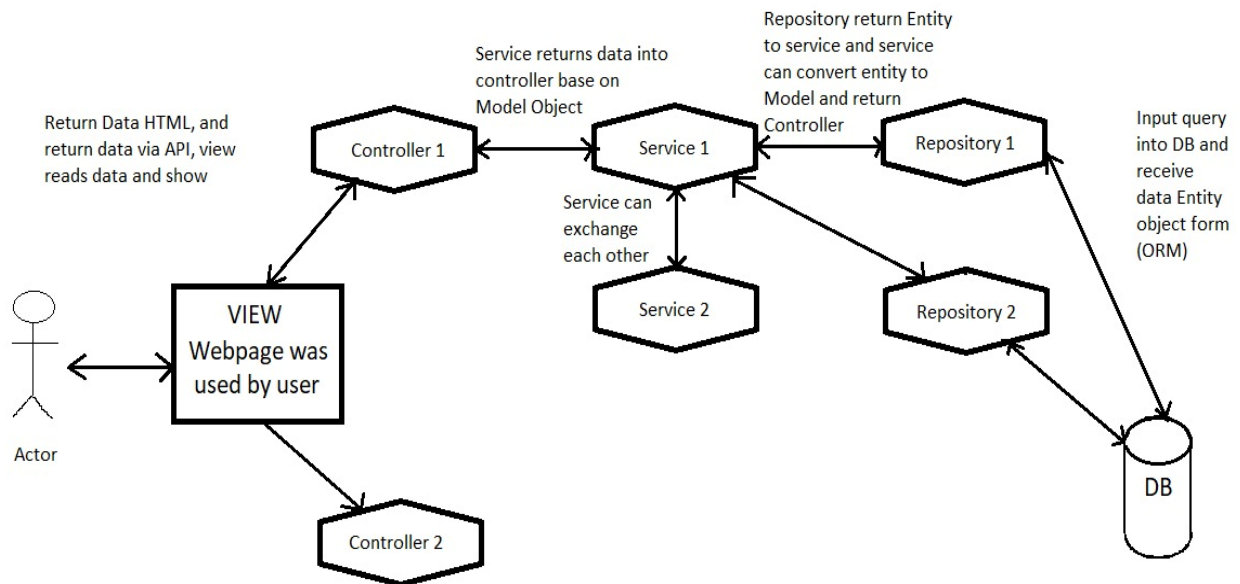 Repository return Entity
to service and service
can convert entity to
Model and return
Controller
Service returns data into
controller base on
Model Object
Return Data HTML, and
return data via API, view
reads data and show
Input query
into DB and
receive
data Entity
object form
(ORM)
Controller 1
Service 1
Repository 1
Service can
exchange
each other
Service 2
Repository 2
VIEW
Webpage was
used by user
Actor
Controller 2
DB